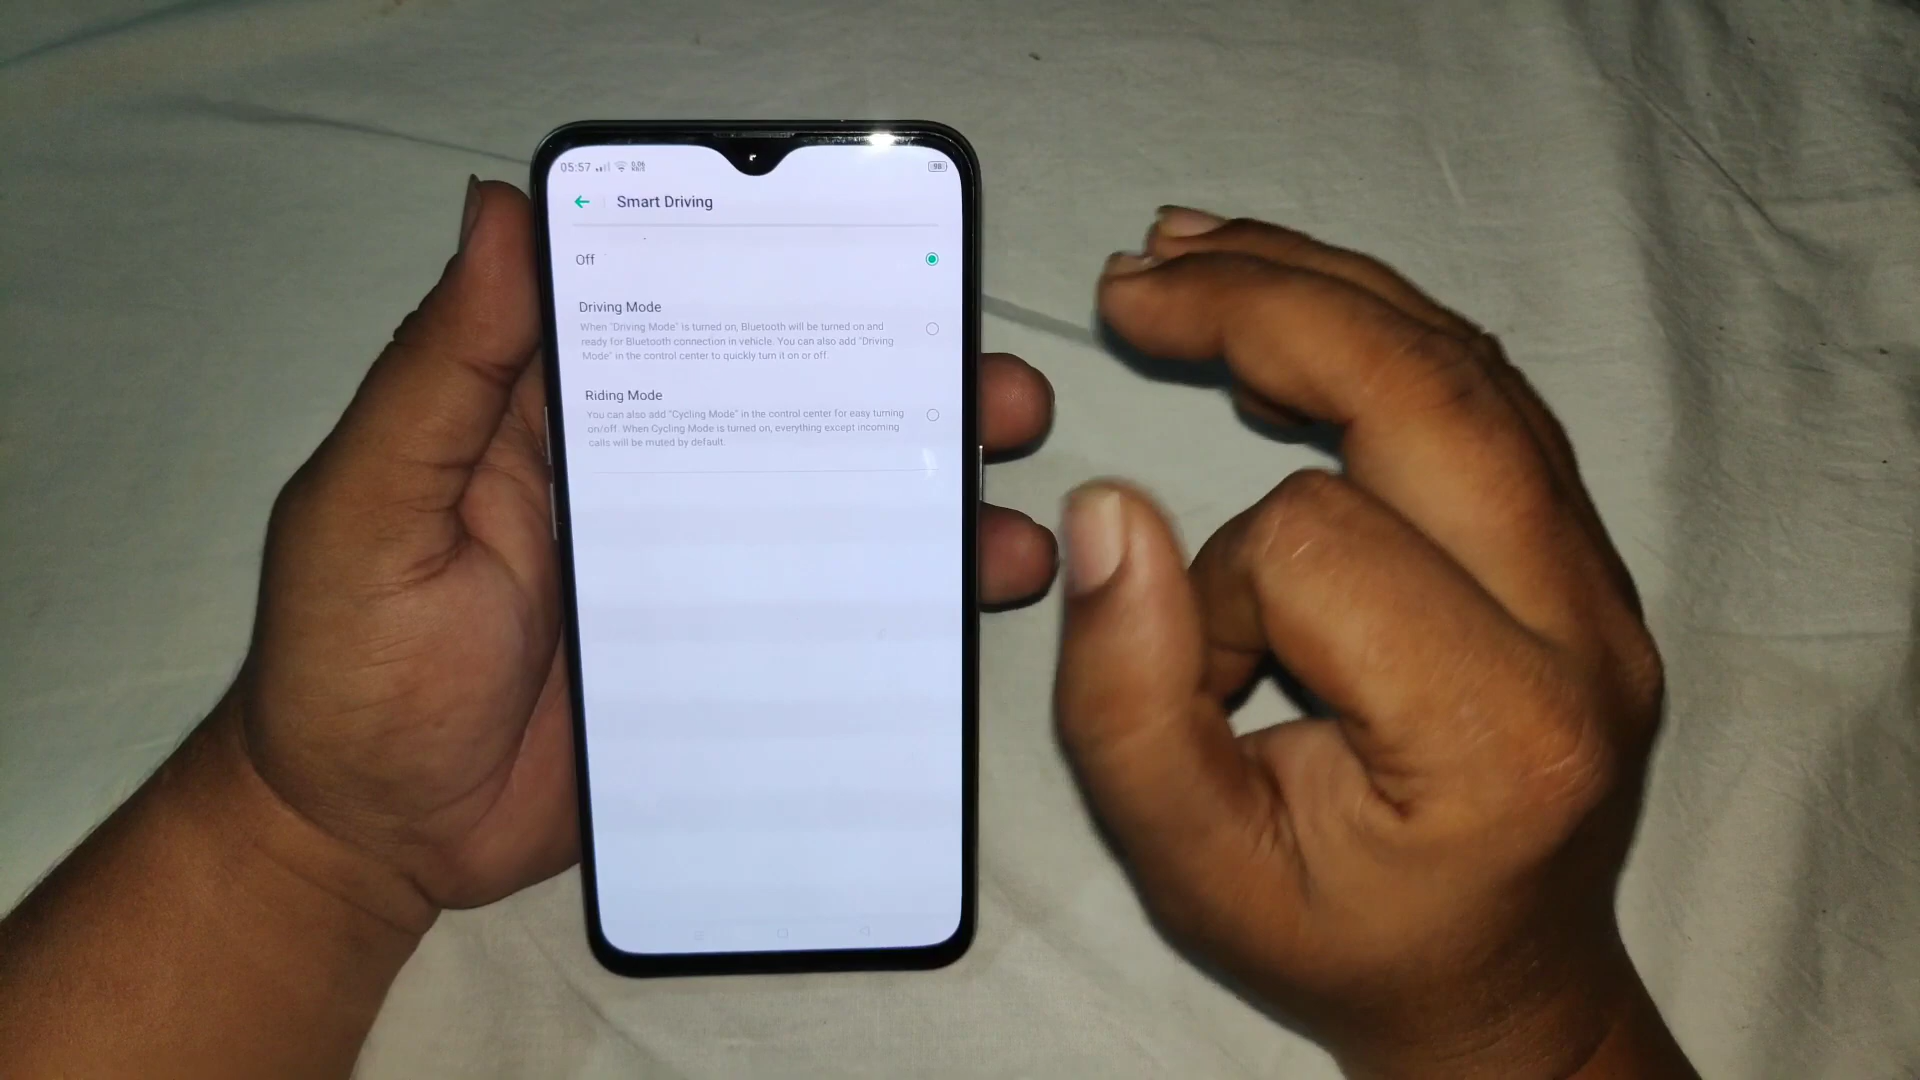 05:57
98
Smart Driving
Off
Driving Mode
When "Driving Mode" is turned on, Bluetooth will be turned on and
ready for Bluetooth connection in vehicle. You can also add "Driving
Mode" in the control center to quickly turn it on or off.
Riding Mode
You can also add "Cycling Mode" in the control center for easy turning
on/off. When Cycling Mode is turned on, everything except incoming
calls will be muted by default.